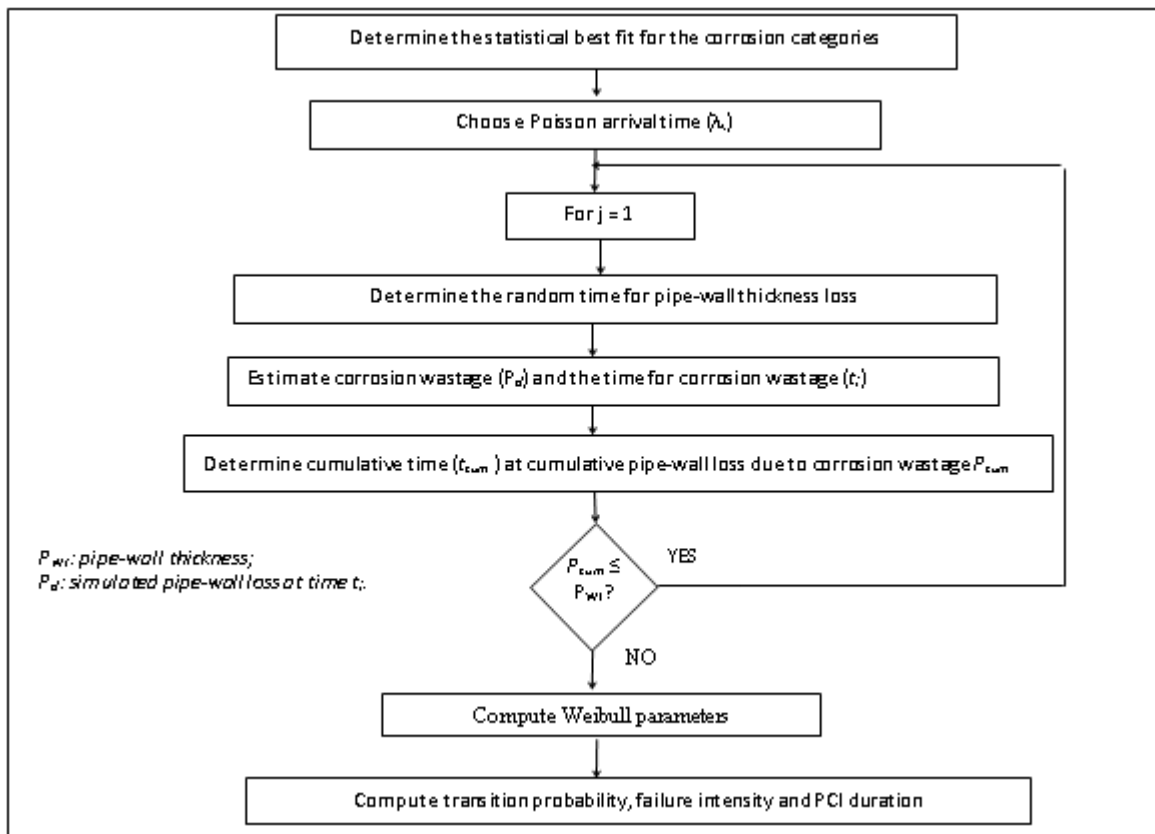 Determine the statistical best fit for the corrosion categories
Choose Poisson arrival time (λ)
For j = 1
Determine the random time for pipe-wall thickness loss
Estimate corrosion wastage (Pd) and the time for corrosion wastage (ti)
Determine cumulative time (tcum) at cumulative pipe-wall loss due to corrosion wastage Pcum
Pcum ≤
PWT?
YES
PWT: pipe-wall thickness;
Pd: simulated pipe-wall loss at time ti.
NO
Compute Weibull parameters
Compute transition probability, failure intensity and PCI duration